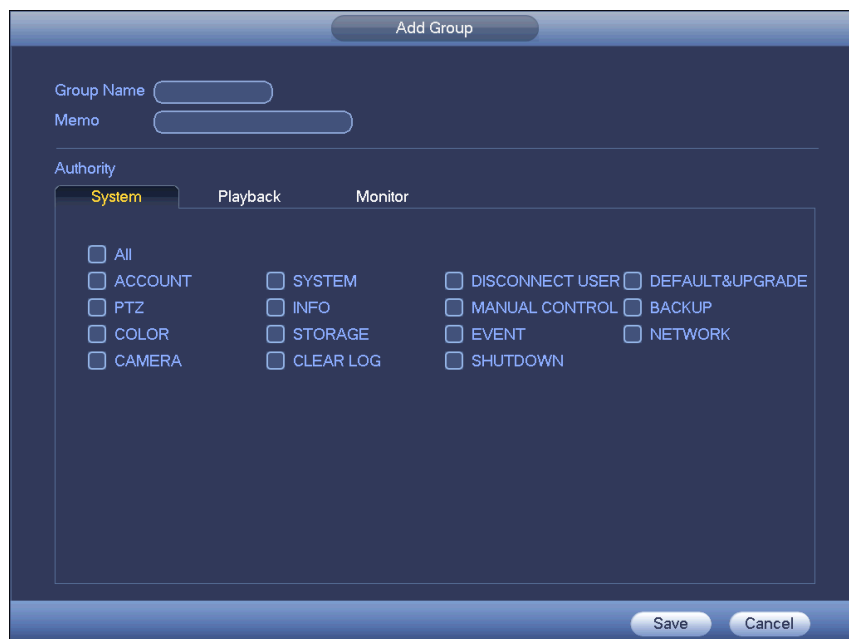 Add Group
Group Name
Memo
Authority
System Playback Monitor
All
ACCOUNT SYSTEM DISCONNECT USER DEFAULT&UPGRADE
PTZ INFO MANUAL CONTROL BACKUP
COLOR STORAGE EVENT NETWORK
CAMERA CLEAR LOG SHUTDOWN
Save Cancel